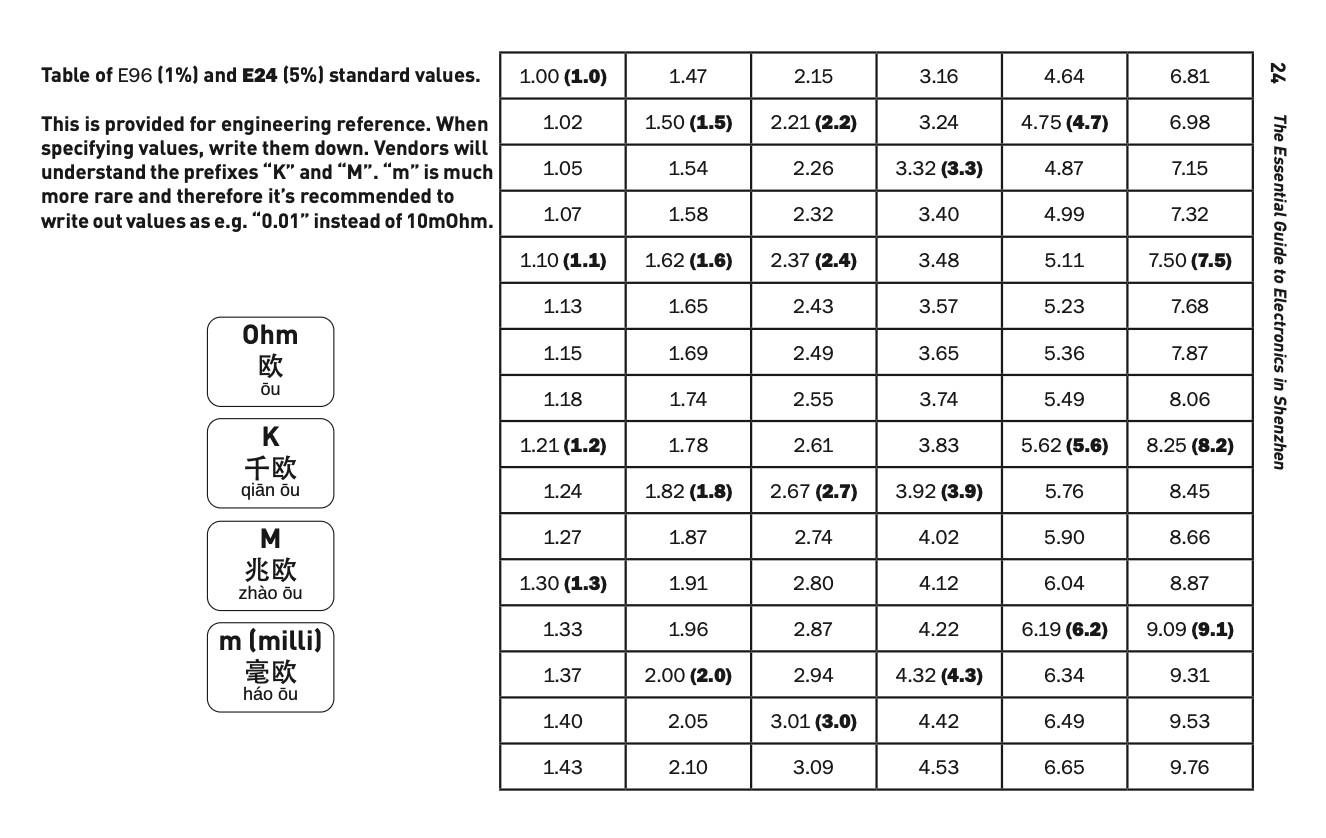 Table of E96 (1%) and E24 (5%) standard values.
This is provided for engineering reference. When
specifying values, write them down. Vendors will
understand the prefixes “K” and “M”. “m” is much
more rare and therefore it’s recommended to
write out values as e.g. “0.01” instead of 10mOhm.
Ohm
欧
ōu
K
千欧
qiān ōu
M
兆欧
zhào ōu
m (milli)
毫欧
háo ōu
1.00 (1.0) 1.47 2.15 3.16 4.64 6.81
1.02 1.50 (1.5) 2.21 (2.2) 3.24 4.75 (4.7) 6.98
1.05 1.54 2.26 3.32 (3.3) 4.87 7.15
1.07 1.58 2.32 3.40 4.99 7.32
1.10 (1.1) 1.62 (1.6) 2.37 (2.4) 3.48 5.11 7.50 (7.5)
1.13 1.65 2.43 3.57 5.23 7.68
1.15 1.69 2.49 3.65 5.36 7.87
1.18 1.74 2.55 3.74 5.49 8.06
1.21 (1.2) 1.78 2.61 3.83 5.62 (5.6) 8.25 (8.2)
1.24 1.82 (1.8) 2.67 (2.7) 3.92 (3.9) 5.76 8.45
1.27 1.87 2.74 4.02 5.90 8.66
1.30 (1.3) 1.91 2.80 4.12 6.04 8.87
1.33 1.96 2.87 4.22 6.19 (6.2) 9.09 (9.1)
1.37 2.00 (2.0) 2.94 4.32 (4.3) 6.34 9.31
1.40 2.05 3.01 (3.0) 4.42 6.49 9.53
1.43 2.10 3.09 4.53 6.65 9.76
24 The Essential Guide to Electronics in Shenzhen